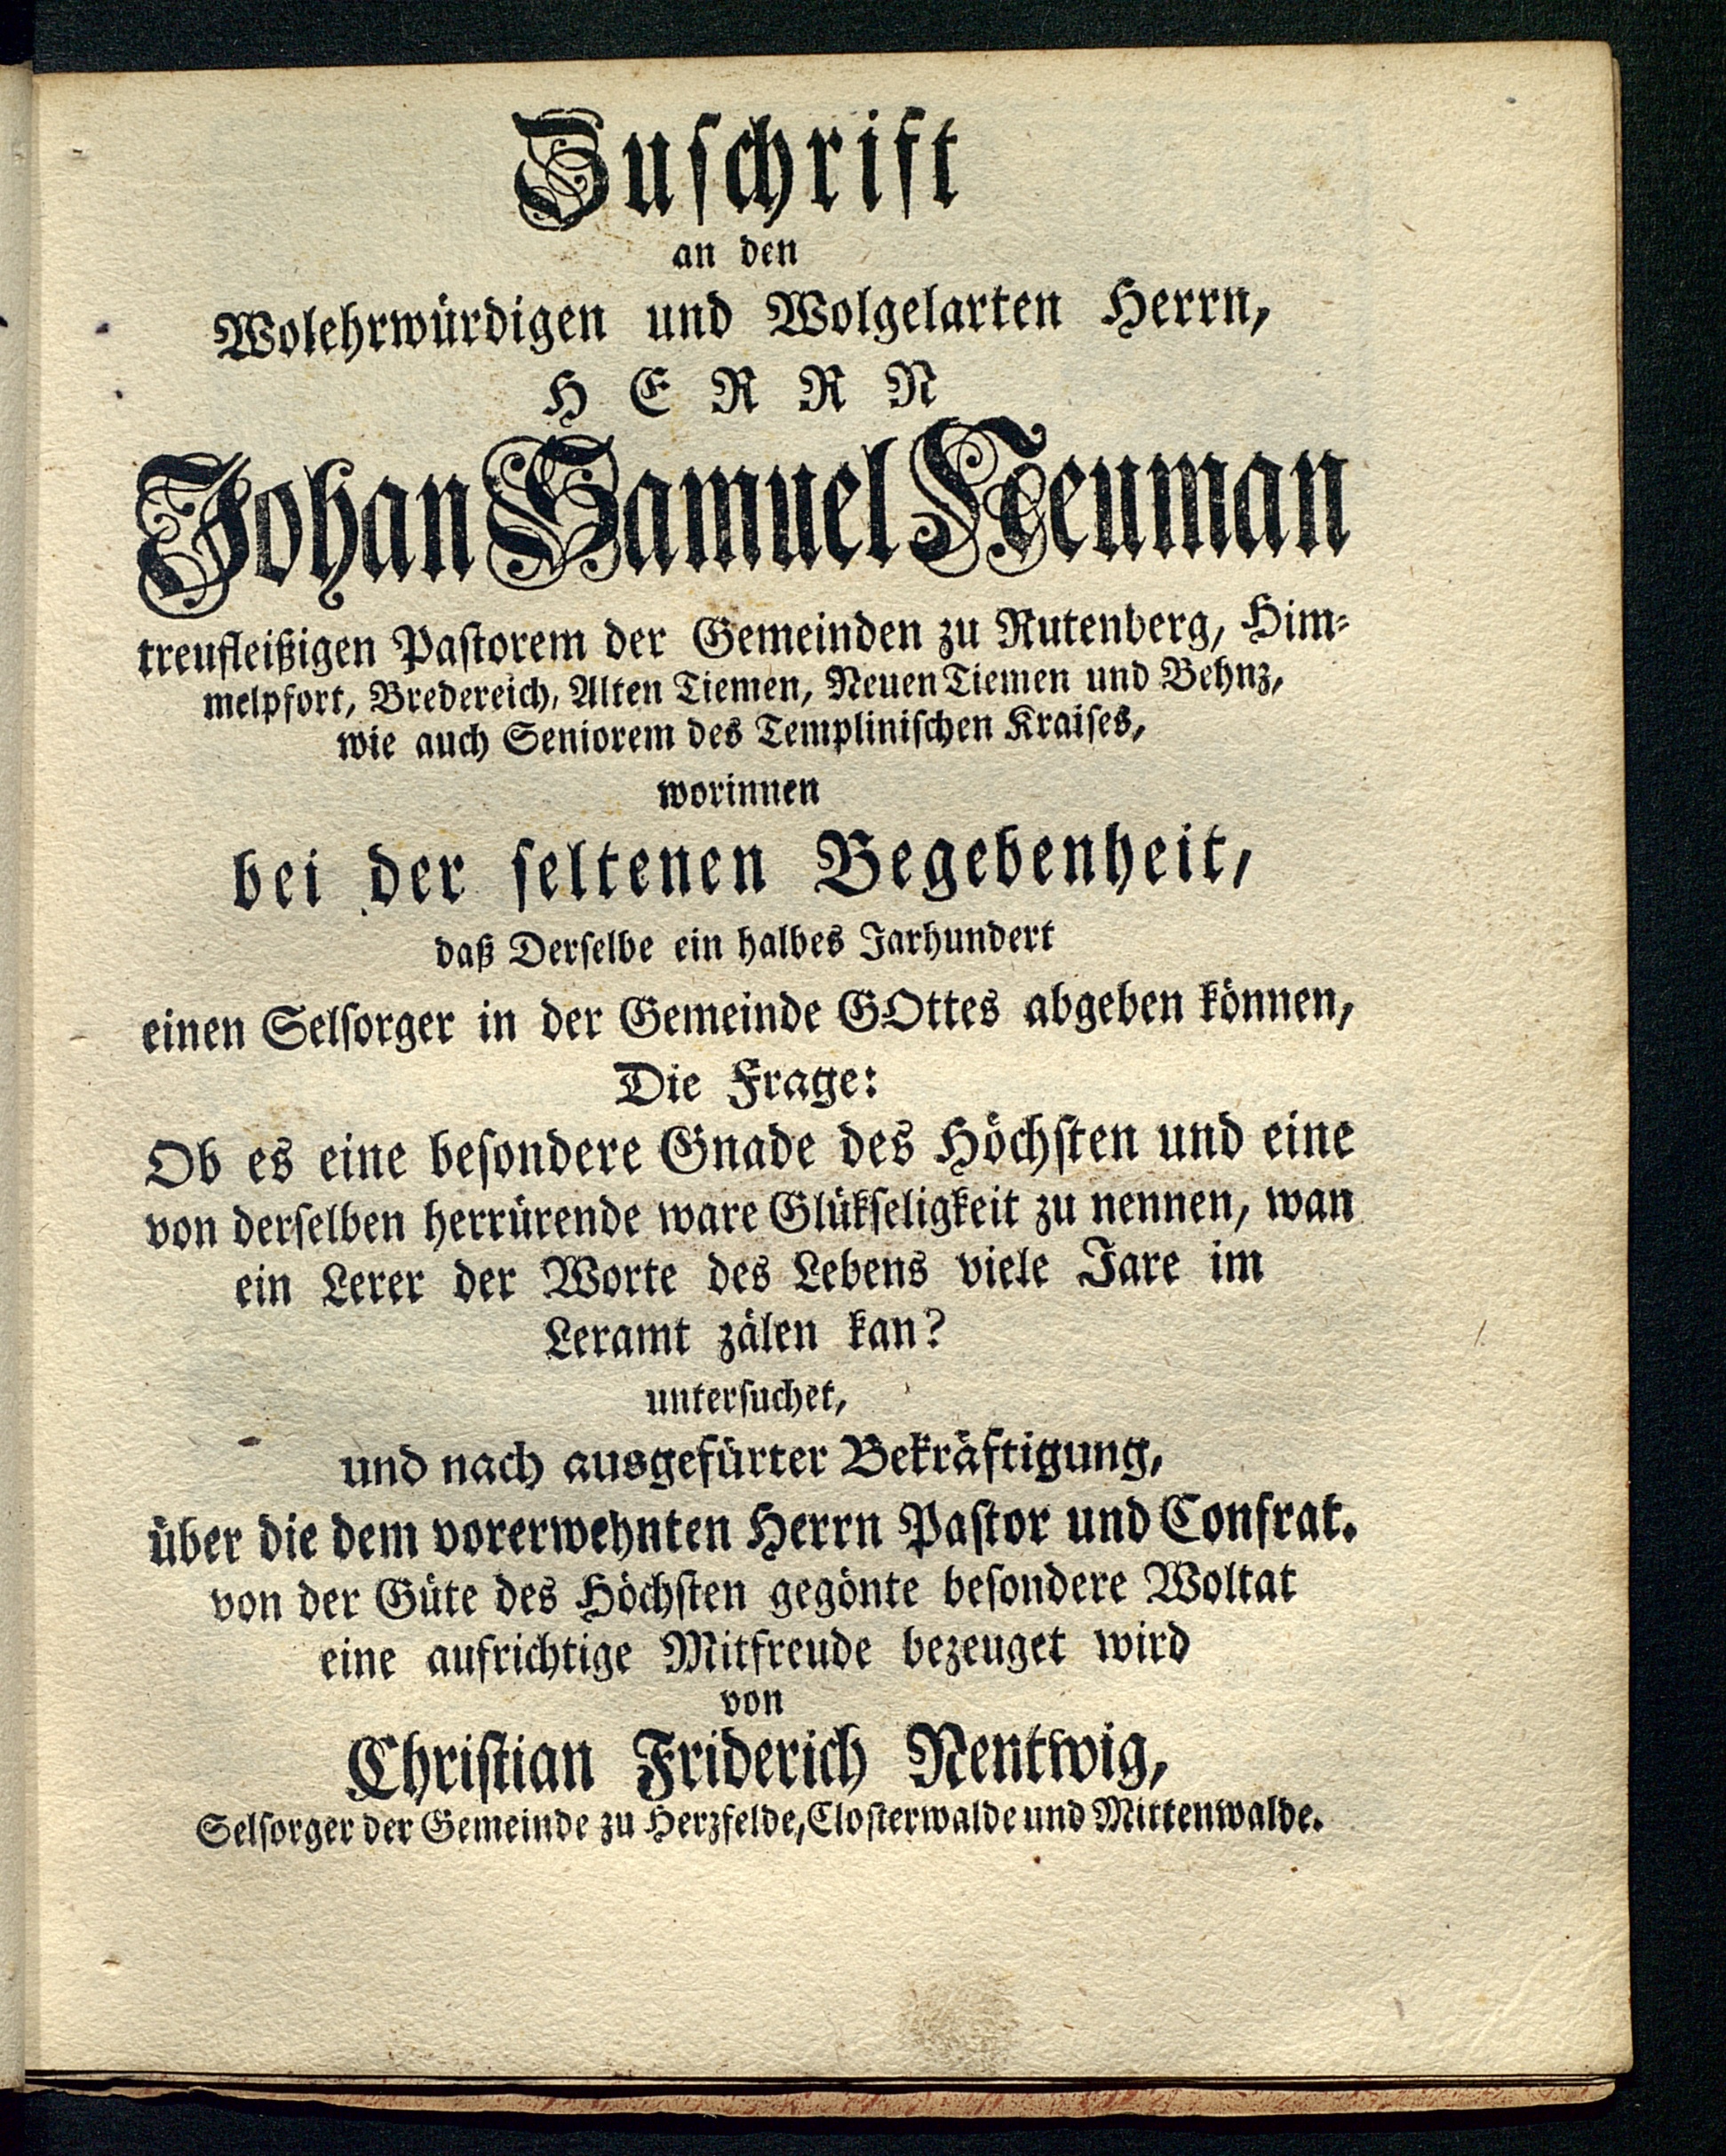 Zuschrift
an den
Wolehrwürdigen und Wolgelarten Herrn,
HERRN
Johan Samuel Neuman
treufleißigen Pastorem der Gemeinden zu Rutenberg, Him-
melpfort, Bredereich, Alten Tiemen, Neuen Tiemen und Behnz,
wie auch Seniorem des Templinischen Kraises,
worinnen
bei der seltenen Begebenheit,
daß Derselbe ein halbes Jarhundert
einen Selsorger in der Gemeinde GOttes abgeben können,
Die Frage:
Ob es eine besondere Gnade des Höchsten und eine
von derselben herrürende ware Glükseligkeit zu nennen, wan
ein Lerer der Worte des Lebens viele Jare im
Leramt zälen kan?
untersuchet,
und nach ausgefürter Bekräftigung,
über die dem vorerwehnten Herrn Pastor und Confrat.
von der Güte des Höchsten gegönte besondere Woltat
eine aufrichtige Mitfreude bezeuget wird
von
Christian Friderich Nentwig,
Selsorger der Gemeinde zu Herzfelde, Closterwalde und Mittenwalde.